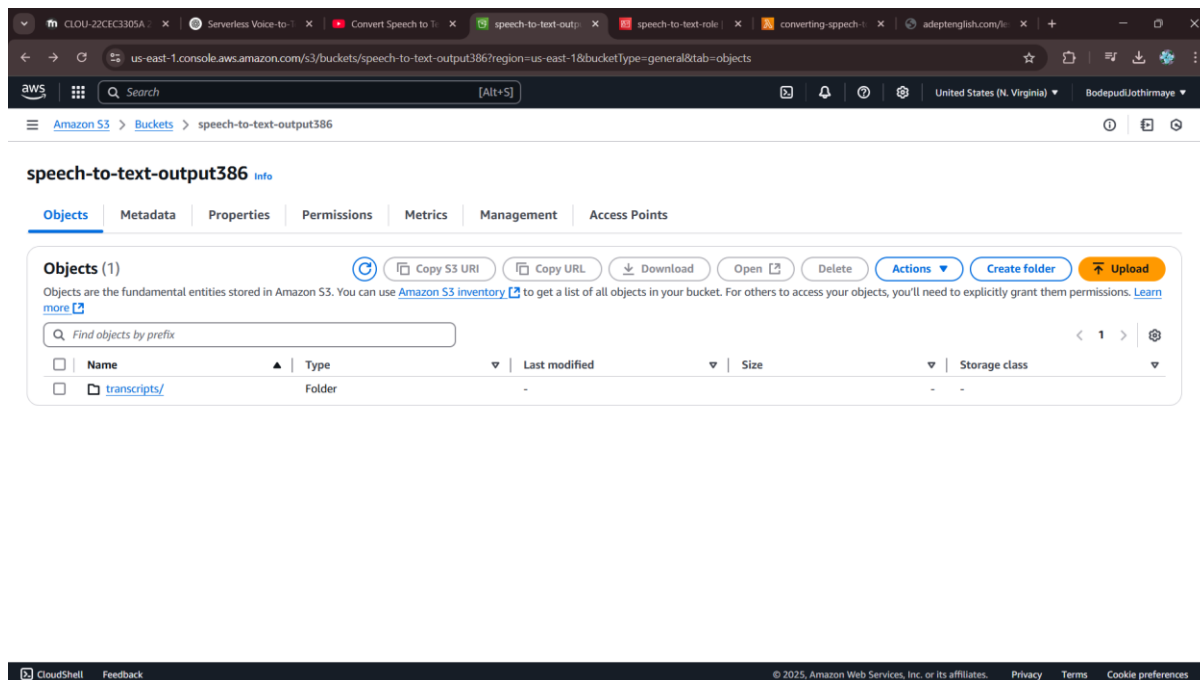 CLOU-22CEC3305A 2
Serverless Voice-to-T
Convert Speech to Te
speech-to-text-outp
speech-to-text-role |
converting-sppech-t
adeptenglish.com/le
us-east-1.console.aws.amazon.com/s3/buckets/speech-to-text-output386?region=us-east-1&bucketType=general&tab=objects
aws Search [Alt+S] United States (N. Virginia) BodepudiJothirmaye
Amazon S3 > Buckets > speech-to-text-output386
speech-to-text-output386 Info
Objects Metadata Properties Permissions Metrics Management Access Points
Objects (1) Copy S3 URI Copy URL Download Open Delete Actions Create folder Upload
Objects are the fundamental entities stored in Amazon S3. You can use Amazon S3 inventory to get a list of all objects in your bucket. For others to access your objects, you'll need to explicitly grant them permissions. Learn
more
Find objects by prefix 1
Name Type Last modified Size Storage class
transcripts/ Folder - - -
CloudShell Feedback © 2025, Amazon Web Services, Inc. or its affiliates. Privacy Terms Cookie preferences